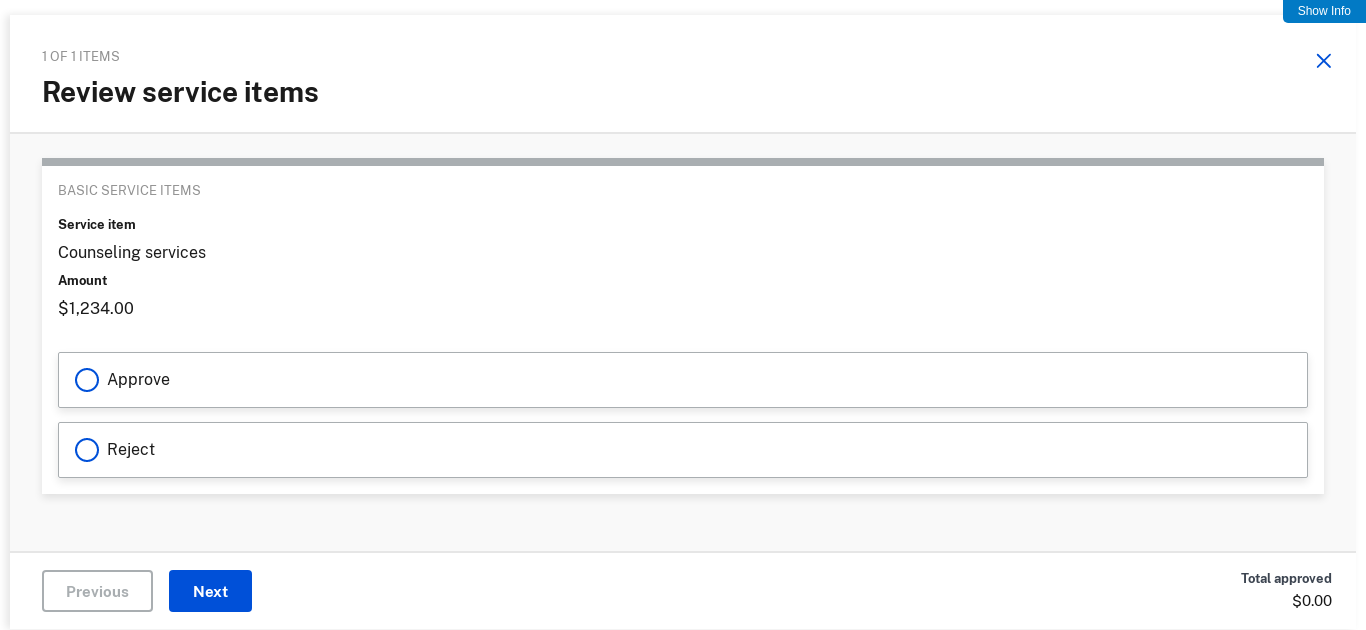 Show Info
1 OF 1 ITEMS
Review service items
BASIC SERVICE ITEMS
Service item
Counseling services
Amount
$1,234.00
Approve
Reject
Previous
Next
Total approved
$0.00